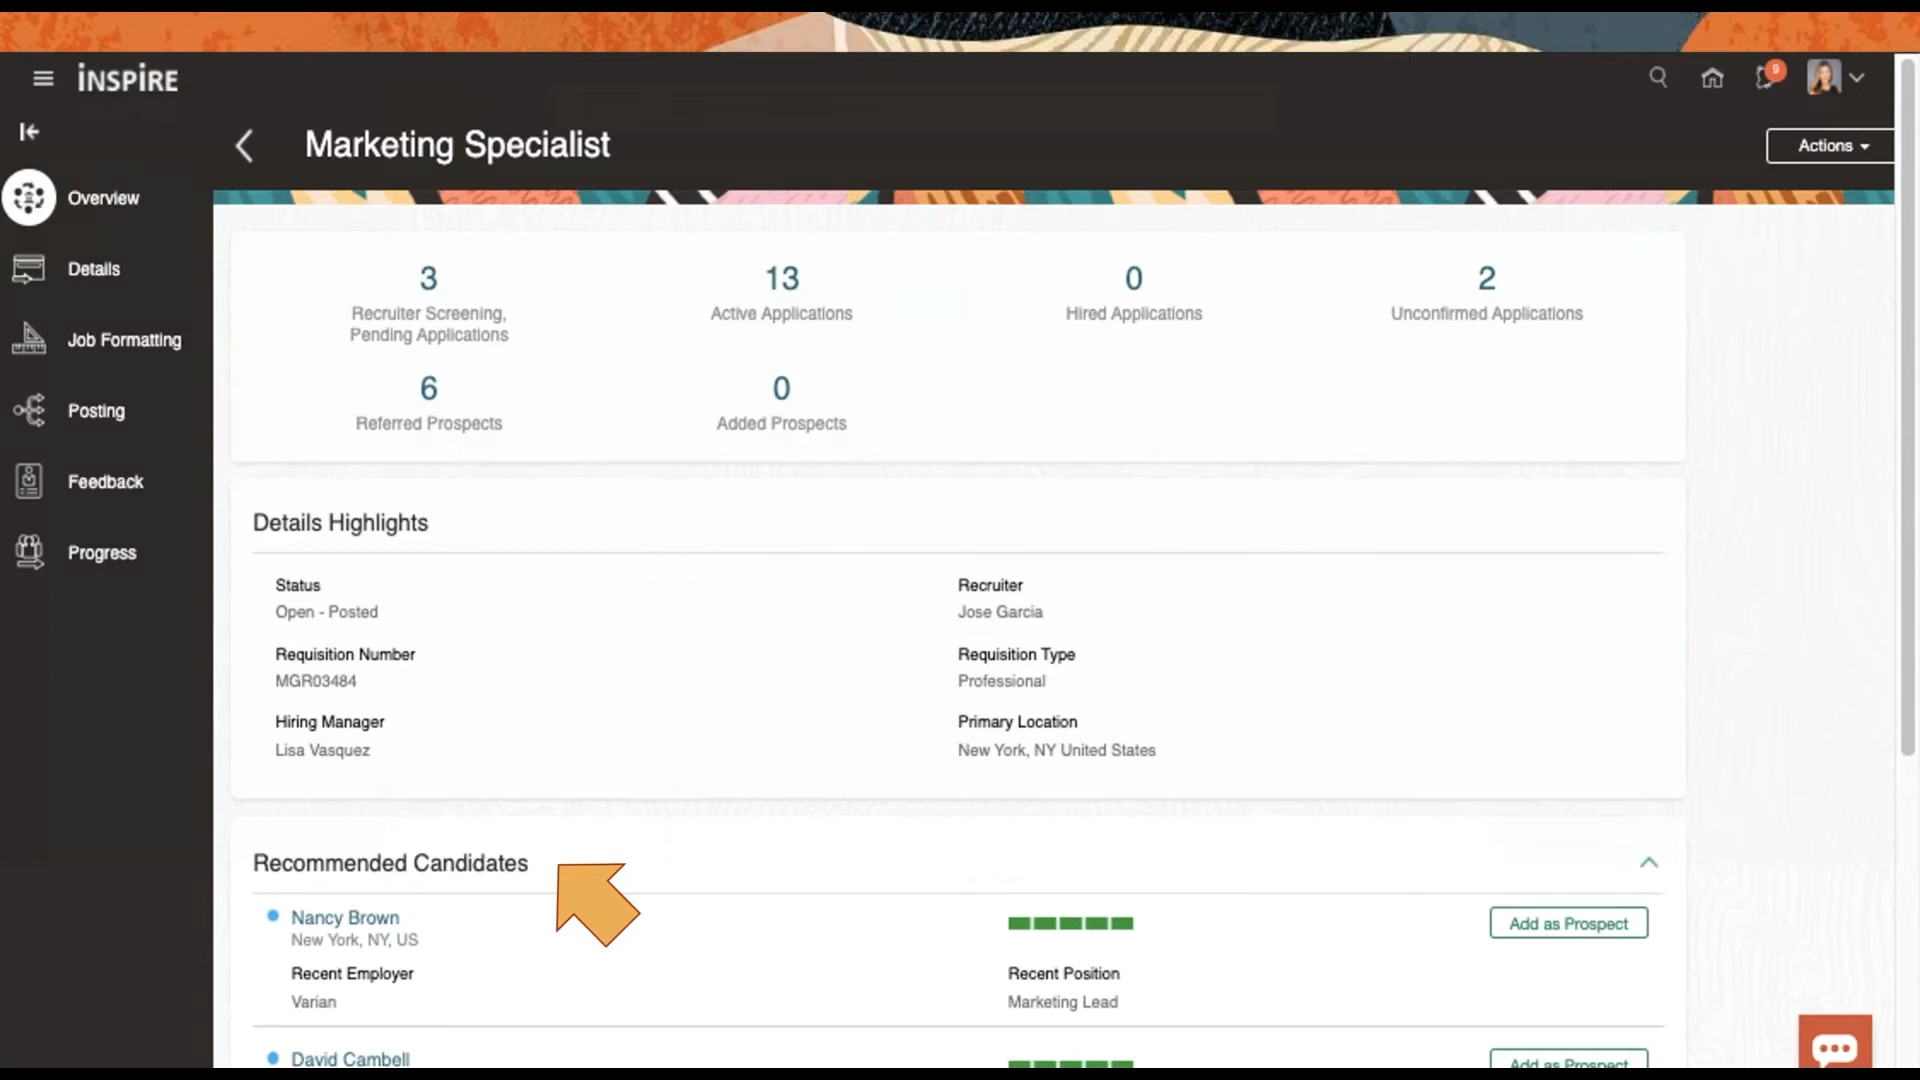 iNSPiRE
9
Marketing Specialist
Actions
Overview
Details
Job Formatting
Posting
Feedback
Progress
3
Recruiter Screening,
Pending Applications
13
Active Applications
0
Hired Applications
2
Unconfirmed Applications
6
Referred Prospects
0
Added Prospects
Details Highlights
Status
Open - Posted
Recruiter
Jose Garcia
Requisition Number
MGR03484
Requisition Type
Professional
Hiring Manager
Lisa Vasquez
Primary Location
New York, NY United States
Recommended Candidates
Nancy Brown
New York, NY, US
Add as Prospect
Recent Employer
Varian
Recent Position
Marketing Lead
David Cambell
Add as Prospect